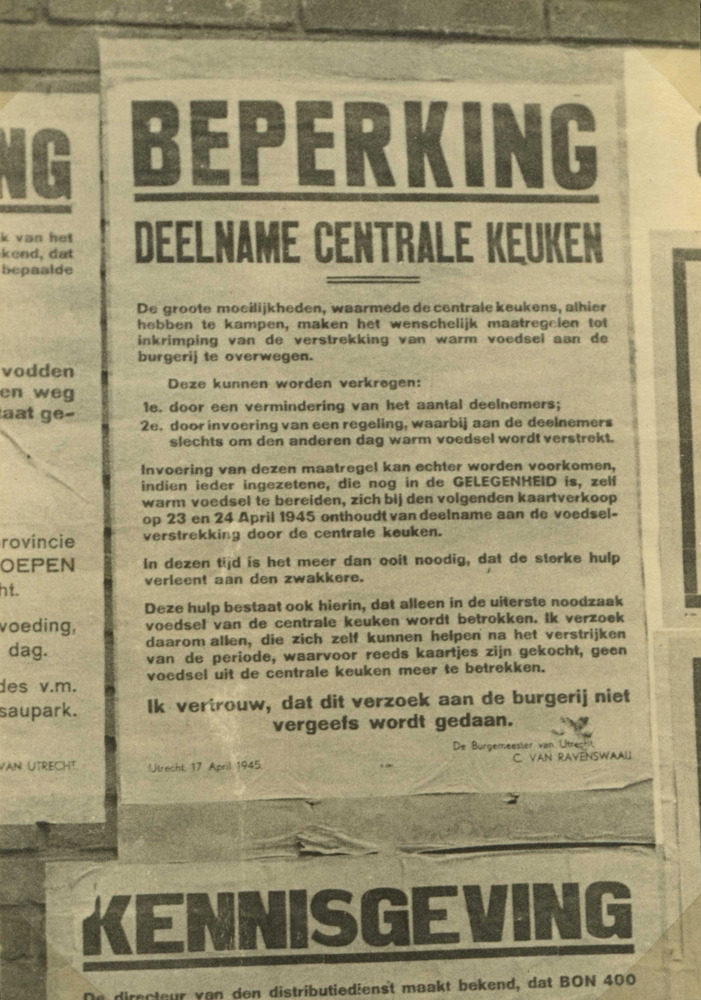 NG
k van het
kend, dat
bepaalde
vodden
en weg
aat ge-
rovincie
OEPEN
ht.
voeding,
dag.
des v.m.
saupark.
VAN UTRECHT.
BEPERKING
DEELNAME CENTRALE KEUKEN
De groote moeilijkheden, waarmede de centrale keukens, alhier
hebben te kampen, maken het wenschelijk maatregelen tot
inkrimping van de verstrekking van warm voedsel aan de
burgerij te overwegen.
Deze kunnen worden verkregen:
1e. door een vermindering van het aantal deelnemers;
2e. door invoering van een regeling, waarbij aan de deelnemers
slechts om den anderen dag warm voedsel wordt verstrekt.
Invoering van dezen maatregel kan echter worden voorkomen,
indien ieder ingezetene, die nog in de GELEGENHEID is, zelf
warm voedsel te bereiden, zich bij den volgenden kaartverkoop
op 23 en 24 April 1945 onthoudt van deelname aan de voedsel-
verstrekking door de centrale keuken.
In dezen tijd is het meer dan ooit noodig, dat de sterke hulp
verleent aan den zwakkere.
Deze hulp bestaat ook hierin, dat alleen in de uiterste noodzaak
voedsel van de centrale keuken wordt betrokken. Ik verzoek
daarom allen, die zich zelf kunnen helpen na het verstrijken
van de periode, waarvoor reeds kaartjes zijn gekocht, geen
voedsel uit de centrale keuken meer te betrekken.
Ik vertrouw, dat dit verzoek aan de burgerij niet
vergeefs wordt gedaan.
De Burgemeester van Utrecht,
C. VAN RAVENSWAAIJ
Utrecht, 17 April 1945.
KENNISGEVING
De directeur van den distributiedienst maakt bekend, dat BON 400